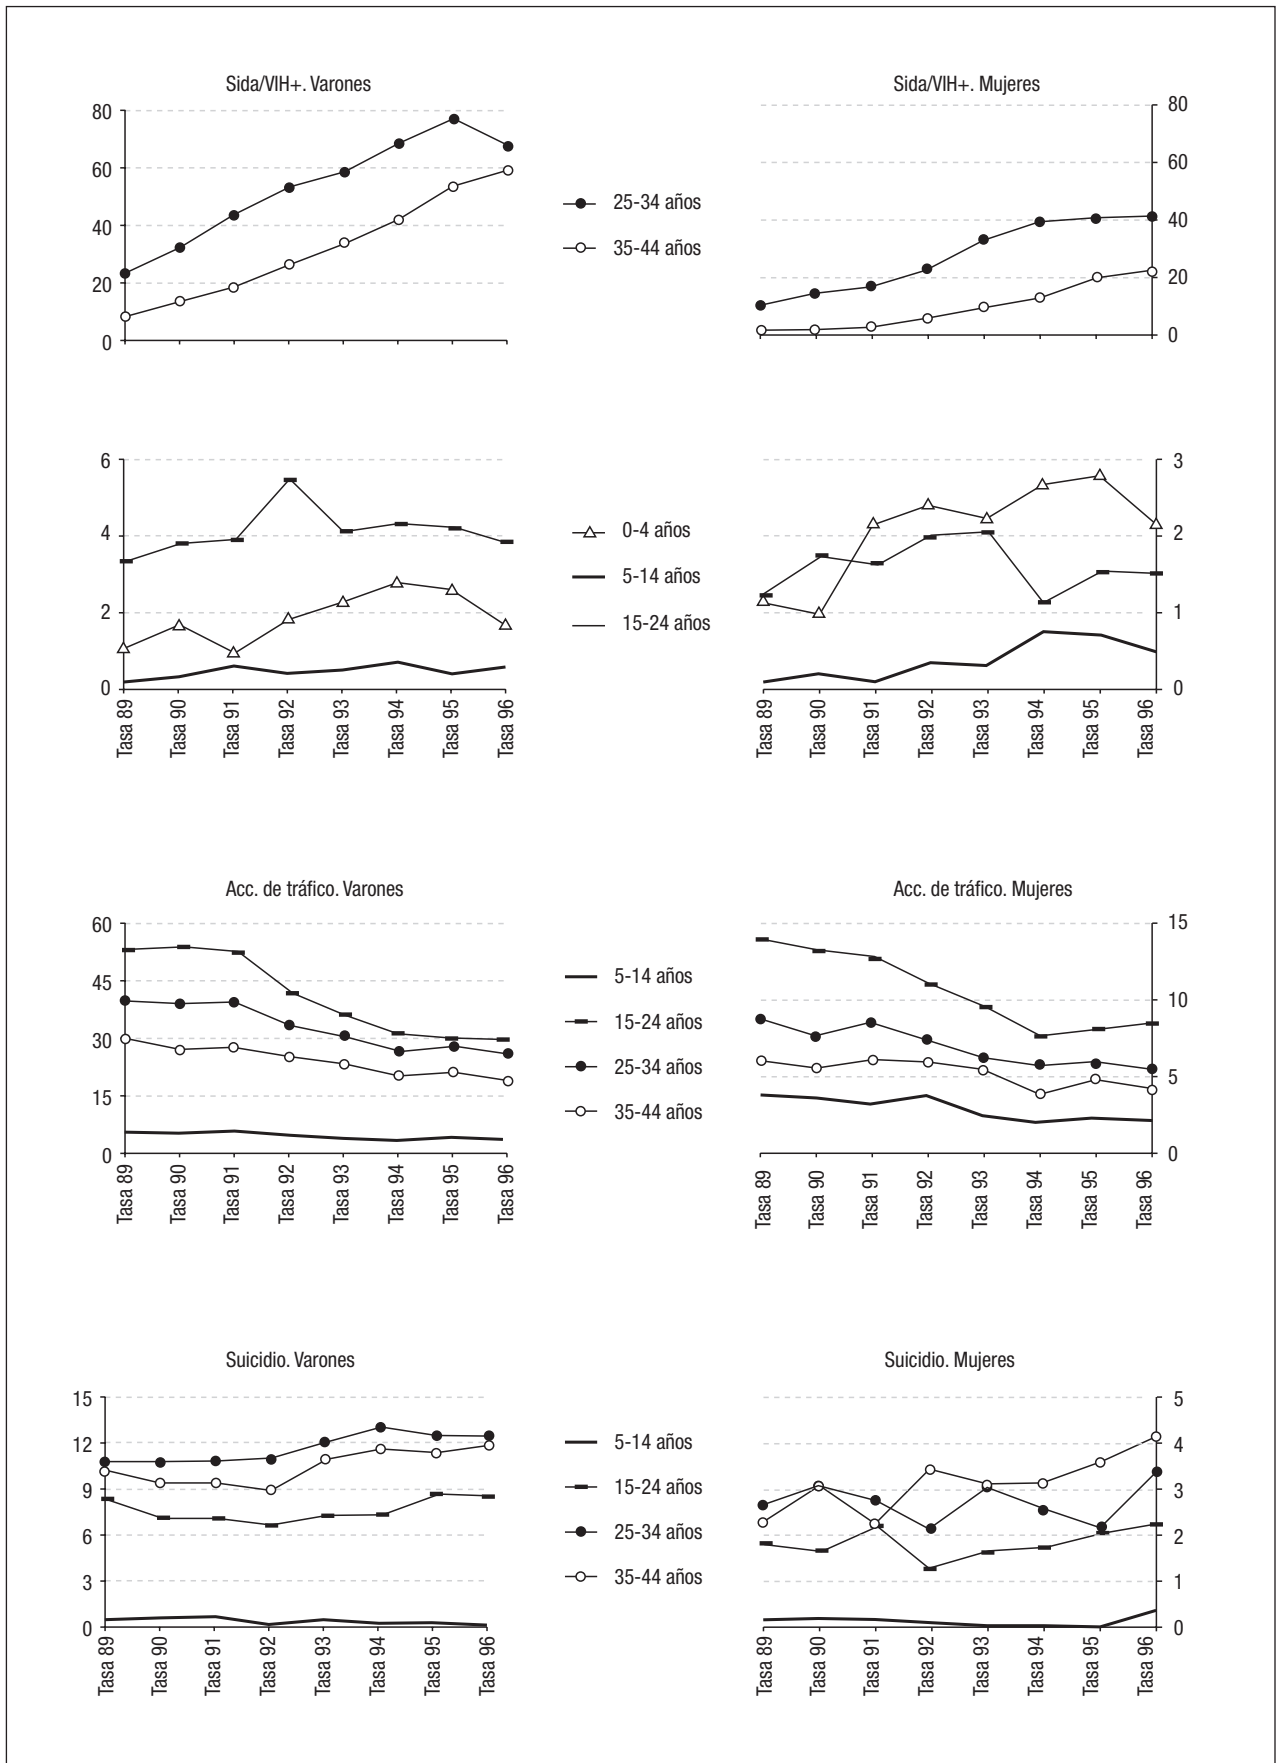 Sida/VIH+. Varones
80
60
40
20
0
25-34 años
35-44 años
Sida/VIH+. Mujeres
80
60
40
20
0
6
4
2
0
Tasa 89
Tasa 90
Tasa 91
Tasa 92
Tasa 93
Tasa 94
Tasa 95
Tasa 96
0-4 años
5-14 años
15-24 años
3
2
1
0
Tasa 89
Tasa 90
Tasa 91
Tasa 92
Tasa 93
Tasa 94
Tasa 95
Tasa 96
Acc. de tráfico. Varones
60
45
30
15
0
Tasa 89
Tasa 90
Tasa 91
Tasa 92
Tasa 93
Tasa 94
Tasa 95
Tasa 96
5-14 años
15-24 años
25-34 años
35-44 años
Acc. de tráfico. Mujeres
15
10
5
0
Tasa 89
Tasa 90
Tasa 91
Tasa 92
Tasa 93
Tasa 94
Tasa 95
Tasa 96
Suicidio. Varones
15
12
9
6
3
0
Tasa 89
Tasa 90
Tasa 91
Tasa 92
Tasa 93
Tasa 94
Tasa 95
Tasa 96
5-14 años
15-24 años
25-34 años
35-44 años
Suicidio. Mujeres
5
4
3
2
1
0
Tasa 89
Tasa 90
Tasa 91
Tasa 92
Tasa 93
Tasa 94
Tasa 95
Tasa 96